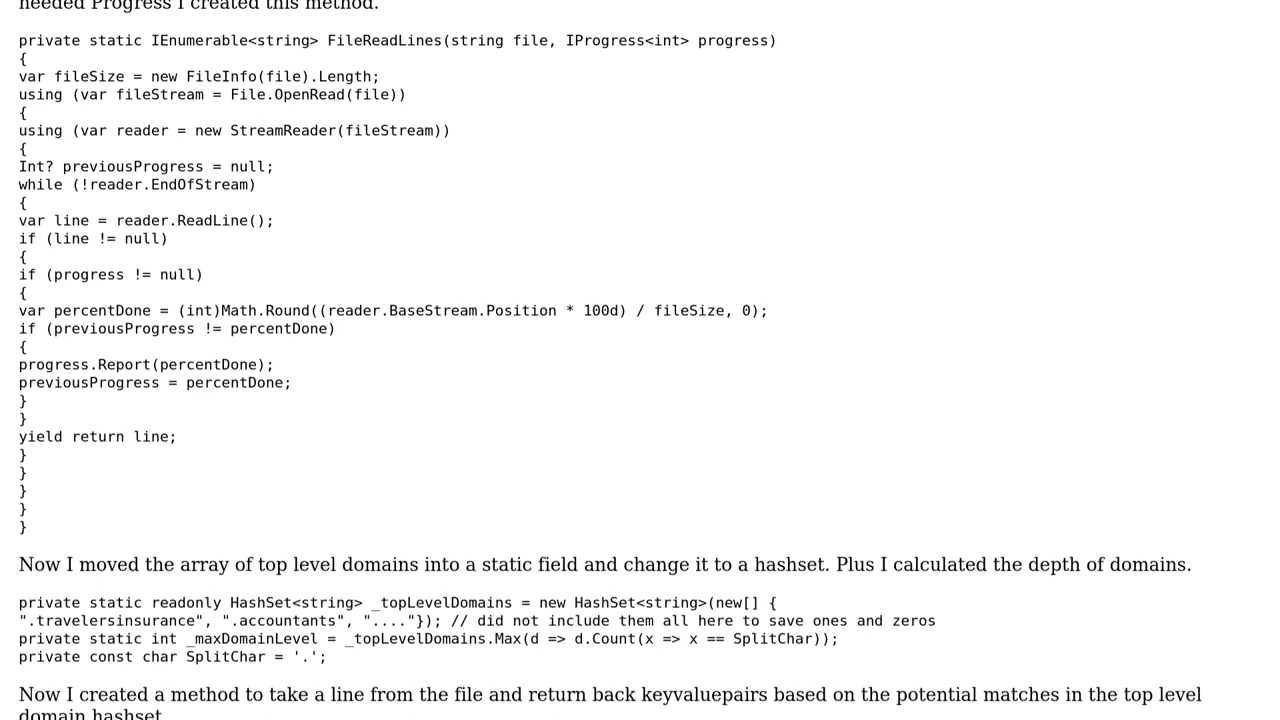 needed Progress I created this method.
private static IEnumerable<string> FileReadLines(string file, IProgress<int> progress)
{
var fileSize = new FileInfo(file).Length;
using (var fileStream = File.OpenRead(file))
{
using (var reader = new StreamReader(fileStream))
{
Int? previousProgress = null;
while (!reader.EndOfStream)
{
var line = reader.ReadLine();
if (line != null)
{
if (progress != null)
{
var percentDone = (int)Math.Round((reader.BaseStream.Position * 100d) / fileSize, 0);
if (previousProgress != percentDone)
{
progress.Report(percentDone);
previousProgress = percentDone;
}
}
yield return line;
}
}
}
}
}
Now I moved the array of top level domains into a static field and change it to a hashset. Plus I calculated the depth of domains.
private static readonly HashSet<string> _topLevelDomains = new HashSet<string>(new[] {
".travelersinsurance", ".accountants", "...."}); // did not include them all here to save ones and zeros
private static int _maxDomainLevel = _topLevelDomains.Max(d => d.Count(x => x == SplitChar));
private const char SplitChar = '.';
Now I created a method to take a line from the file and return back keyvaluepairs based on the potential matches in the top level
domain hashset